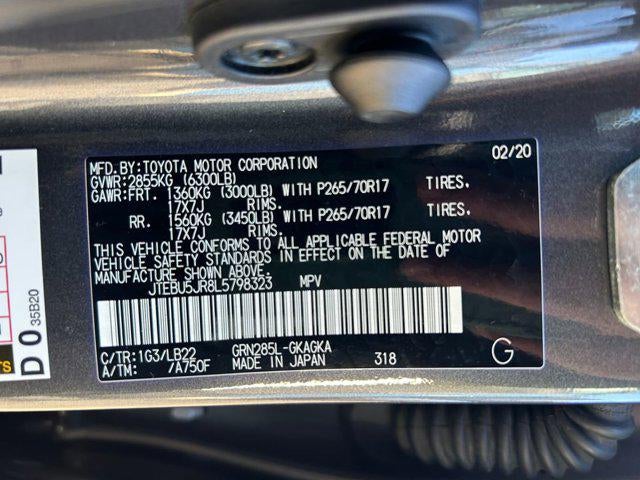 MFD.BY:TOYOTA MOTOR CORPORATION 02/20
GVWR:2855KG (6300LB)
GAWR:FRT. 1360KG (3000LB) WITH P265/70R17 TIRES,
17X7J RIMS.
RR. 1560KG (3450LB) WITH P265/70R17 TIRES,
17X7J RIMS.
THIS VEHICLE CONFORMS TO ALL APPLICABLE FEDERAL MOTOR
VEHICLE SAFETY STANDARDS IN EFFECT ON THE DATE OF
MANUFACTURE SHOWN ABOVE.
JTEBU5JR8L5798323 MPV
C/TR:1G3/LB22 GRN285L-GKAGKA
A/TM: 7A750F MADE IN JAPAN 318 G
D 0 35B20